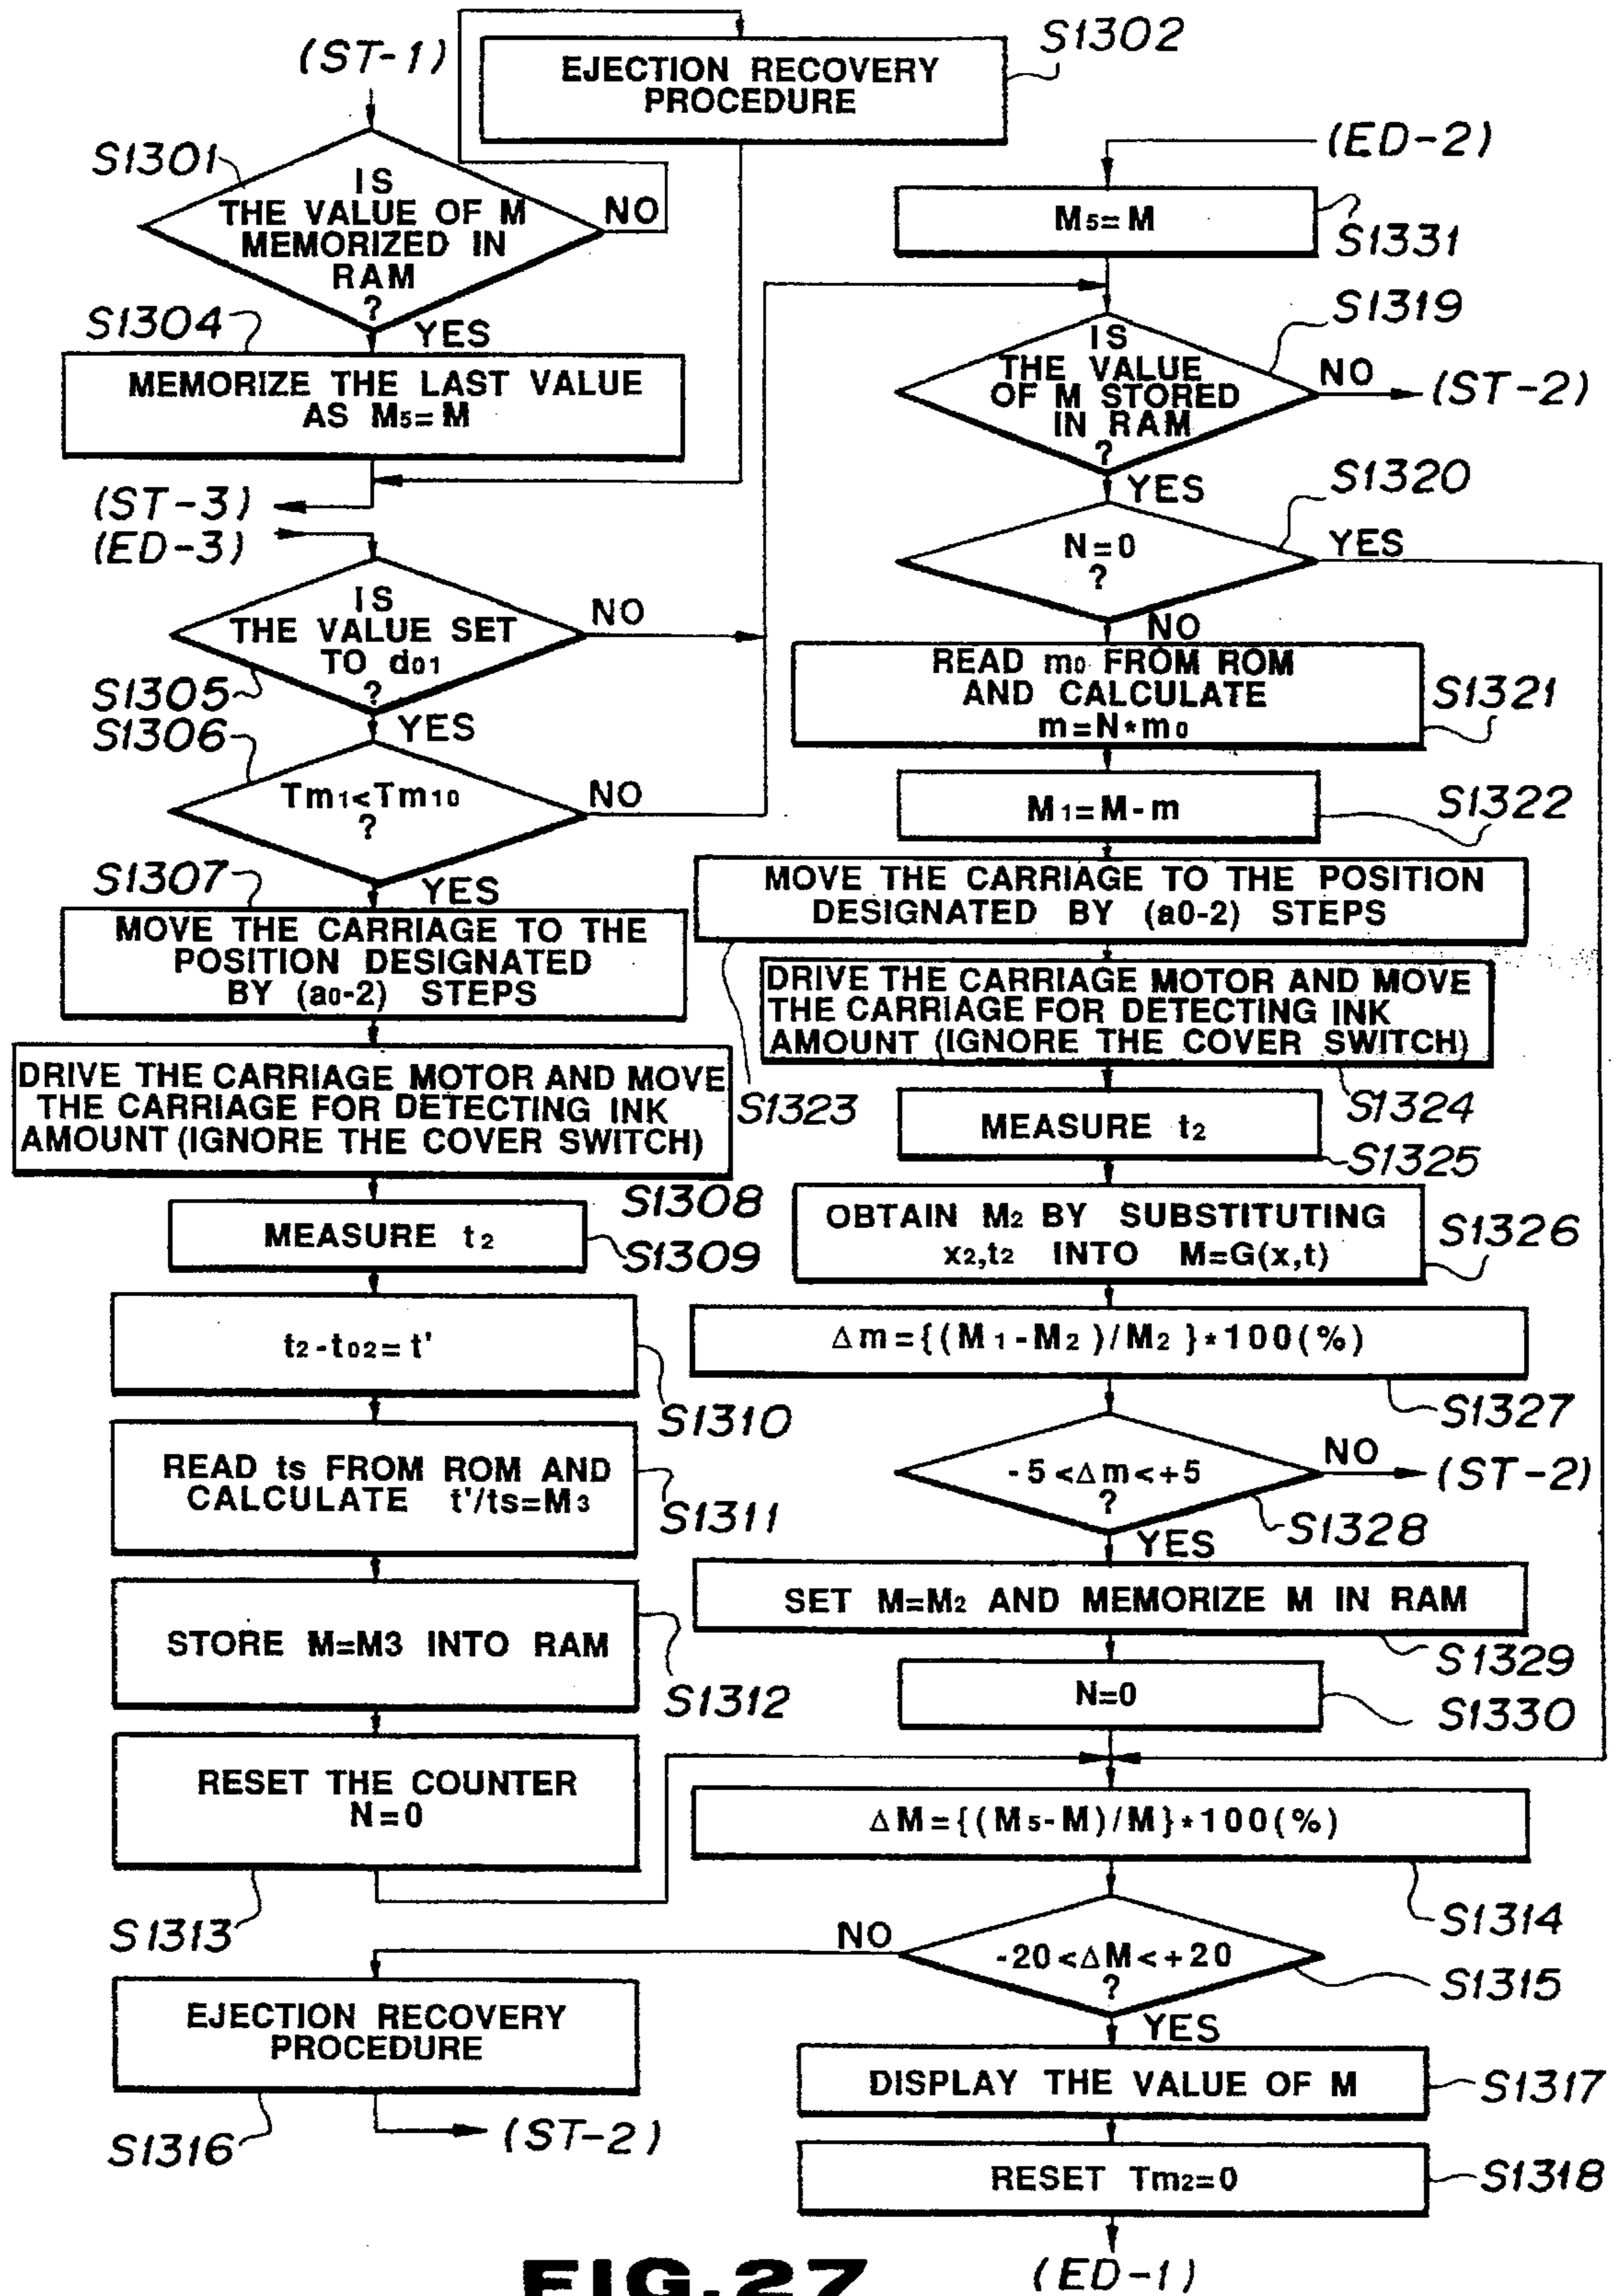 (ST-1)
EJECTION RECOVERY
PROCEDURE
S1302
S1301
IS
THE VALUE OF M
MEMORIZED IN
RAM
?
NO
YES
S1304
MEMORIZE THE LAST VALUE
AS M5=M
(ST-3)
(ED-3)
IS
THE VALUE SET
TO d01
?
NO
S1305
YES
S1306
Tm1<Tm10
?
NO
S1307
YES
MOVE THE CARRIAGE TO THE
POSITION DESIGNATED
BY (a0-2) STEPS
DRIVE THE CARRIAGE MOTOR AND MOVE
THE CARRIAGE FOR DETECTING INK
AMOUNT (IGNORE THE COVER SWITCH)
S1308
MEASURE t2
S1309
t2-t02=t'
S1310
READ ts FROM ROM AND
CALCULATE t'/ts=M3
S1311
STORE M=M3 INTO RAM
S1312
RESET THE COUNTER
N=0
S1313
EJECTION RECOVERY
PROCEDURE
S1316
(ST-2)
(ED-2)
M5=M
S1331
S1319
IS
THE VALUE
OF M STORED
IN RAM
?
NO
(ST-2)
YES
S1320
N=0
?
YES
NO
READ m0 FROM ROM
AND CALCULATE
m=N*m0
S1321
M1=M-m
S1322
MOVE THE CARRIAGE TO THE POSITION
DESIGNATED BY (a0-2) STEPS
S1323
DRIVE THE CARRIAGE MOTOR AND MOVE
THE CARRIAGE FOR DETECTING INK
AMOUNT (IGNORE THE COVER SWITCH)
S1324
MEASURE t2
S1325
OBTAIN M2 BY SUBSTITUTING
x2,t2 INTO M=G(x,t)
S1326
Δm={(M1-M2)/M2}*100(%)
S1327
-5<Δm<+5
?
NO
(ST-2)
S1328
YES
SET M=M2 AND MEMORIZE M IN RAM
S1329
N=0
S1330
ΔM={(M5-M)/M}*100(%)
S1314
NO
-20<ΔM<+20
?
S1315
YES
DISPLAY THE VALUE OF M
S1317
RESET Tm2=0
S1318
(ED-1)
FIG.27